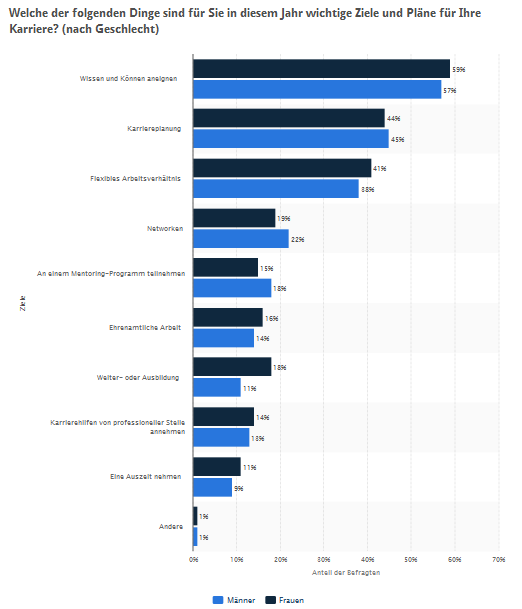 Welche der folgenden Dinge sind für Sie in diesem Jahr wichtige Ziele und Pläne für Ihre
Karriere? (nach Geschlecht)
Wissen und Können aneignen
59%
57%
Karriereplanung
44%
45%
Flexibles Arbeitsverhältnis
41%
38%
Networken
19%
22%
An einem Mentoring-Programm teilnehmen
15%
18%
Ehrenamtliche Arbeit
16%
14%
Weiter- oder Ausbildung
18%
11%
Karrierehilfen von professioneller Stelle
annehmen
14%
13%
Eine Auszeit nehmen
11%
9%
Andere
1%
1%
Ziele
0% 10% 20% 30% 40% 50% 60% 70%
Anteil der Befragten
Männer Frauen